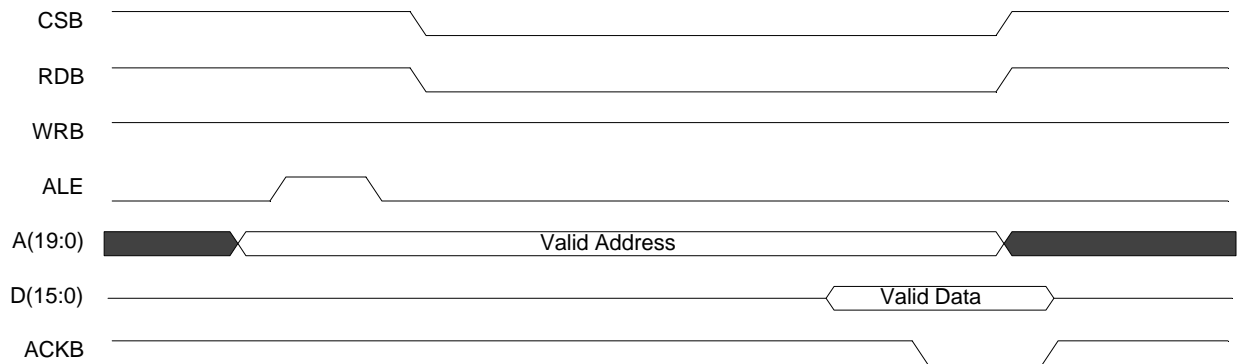 CSB
RDB
WRB
ALE
A(19:0)
Valid Address
D(15:0)
Valid Data
ACKB